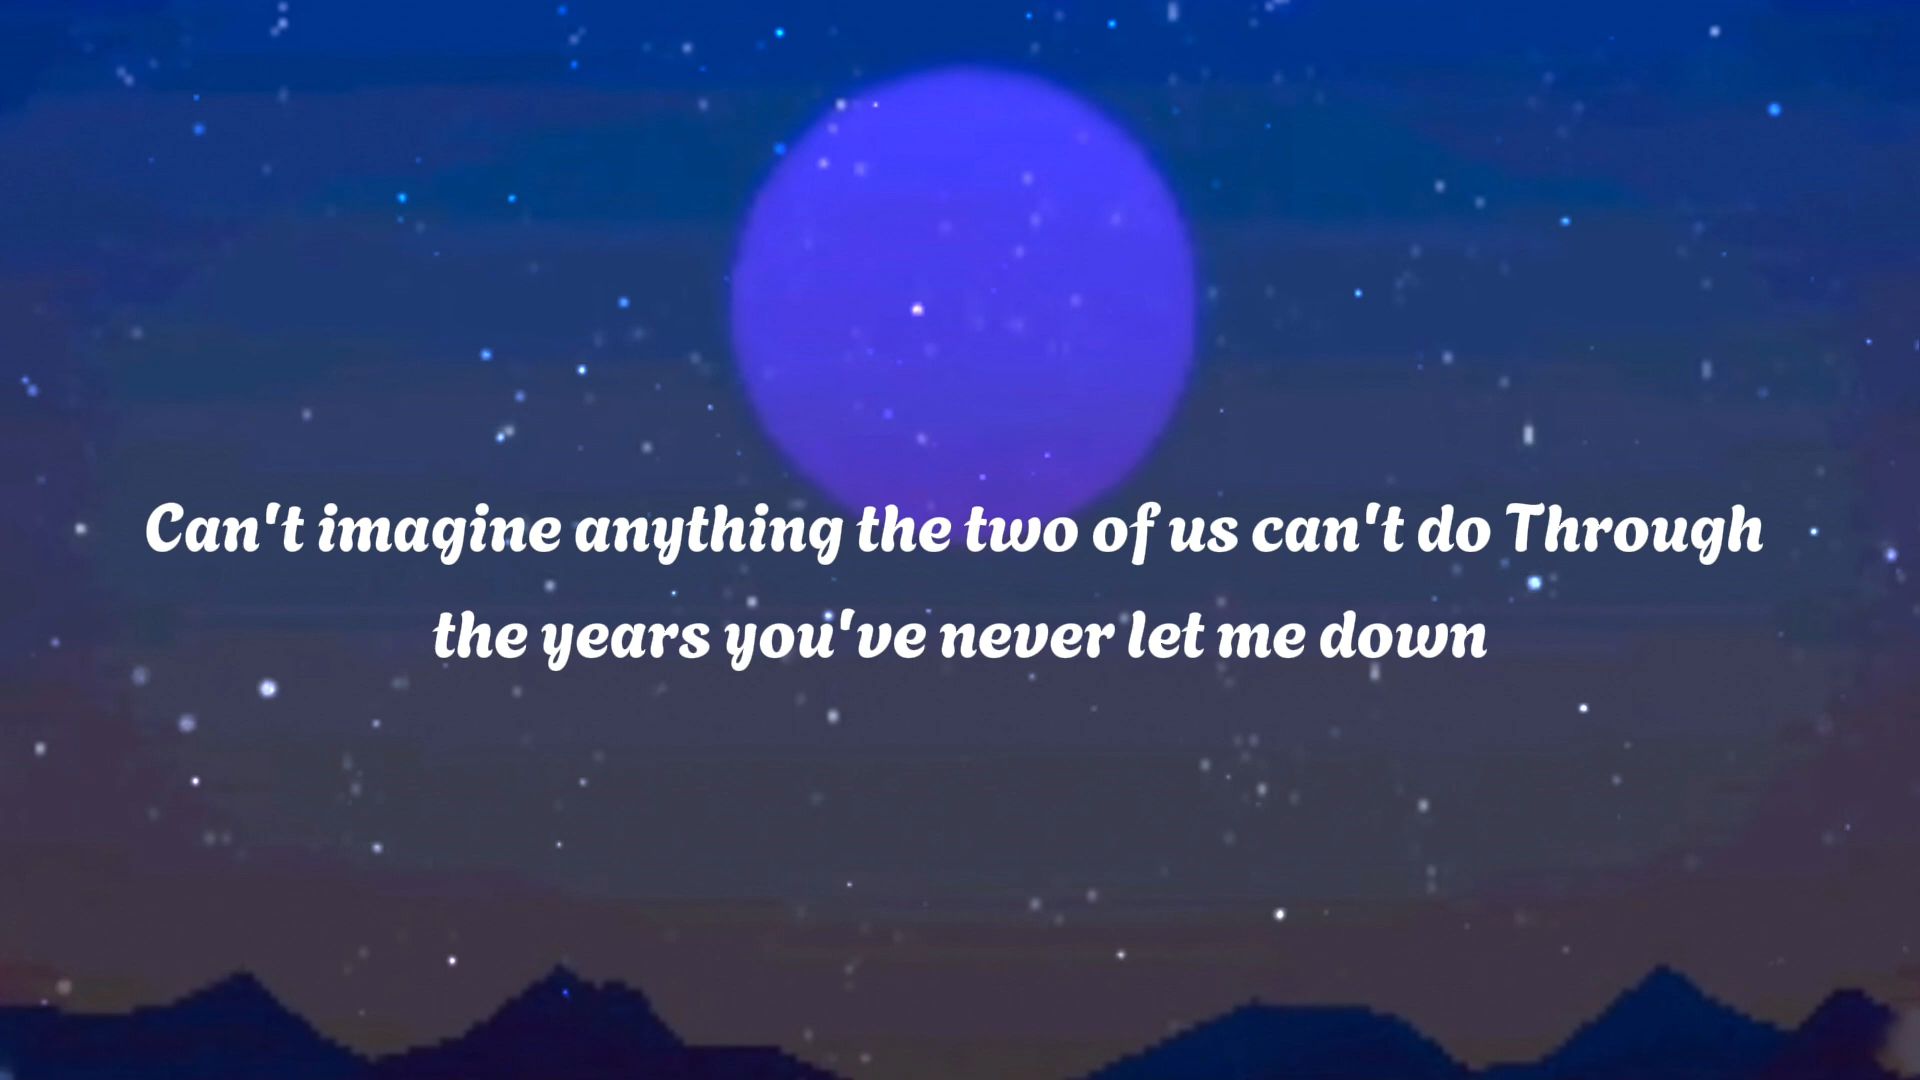 Can't imagine anything the two of us can't do Through
the years you've never let me down